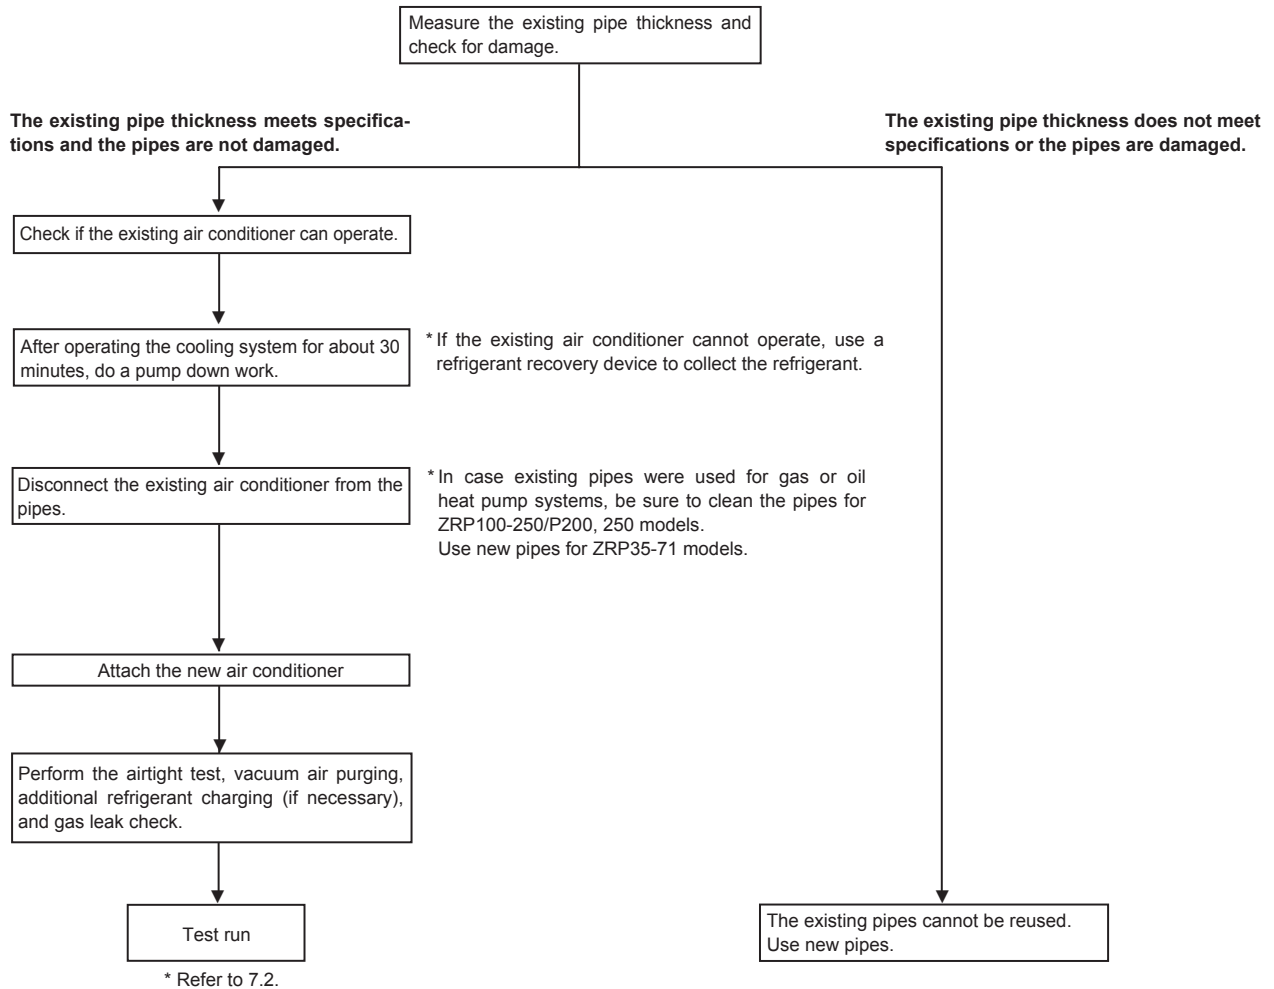 Measure the existing pipe thickness and
check for damage.
The existing pipe thickness meets specifica-
tions and the pipes are not damaged.
The existing pipe thickness does not meet
specifications or the pipes are damaged.
Check if the existing air conditioner can operate.
After operating the cooling system for about 30
minutes, do a pump down work.
* If the existing air conditioner cannot operate, use a
refrigerant recovery device to collect the refrigerant.
Disconnect the existing air conditioner from the
pipes.
* In case existing pipes were used for gas or oil
heat pump systems, be sure to clean the pipes for
ZRP100-250/P200, 250 models.
Use new pipes for ZRP35-71 models.
Attach the new air conditioner
Perform the airtight test, vacuum air purging,
additional refrigerant charging (if necessary),
and gas leak check.
Test run
* Refer to 7.2.
The existing pipes cannot be reused.
Use new pipes.